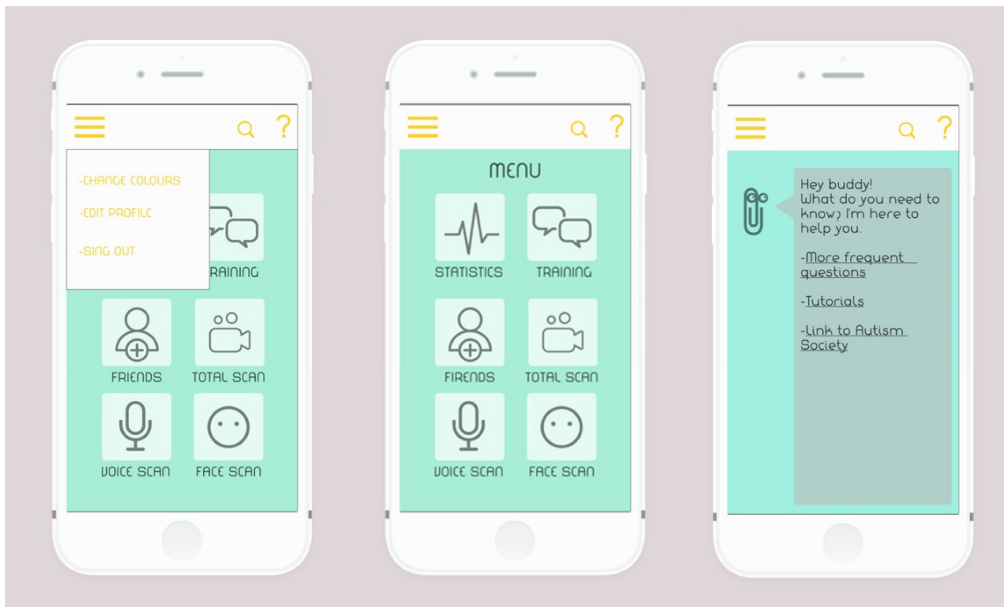 ?
-CHANGE COLOURS
-EDIT PROFILE
-SING OUT
RAINING
FRIENDS TOTAL SCAN
VOICE SCAN FACE SCAN
?
MENU
STATISTICS TRAINING
FIRENDS TOTAL SCAN
VOICE SCAN FACE SCAN
?
Hey buddy!
What do you need to
know? I'm here to
help you.
-More frequent
questions
-Tutorials
-Link to Autism
Society